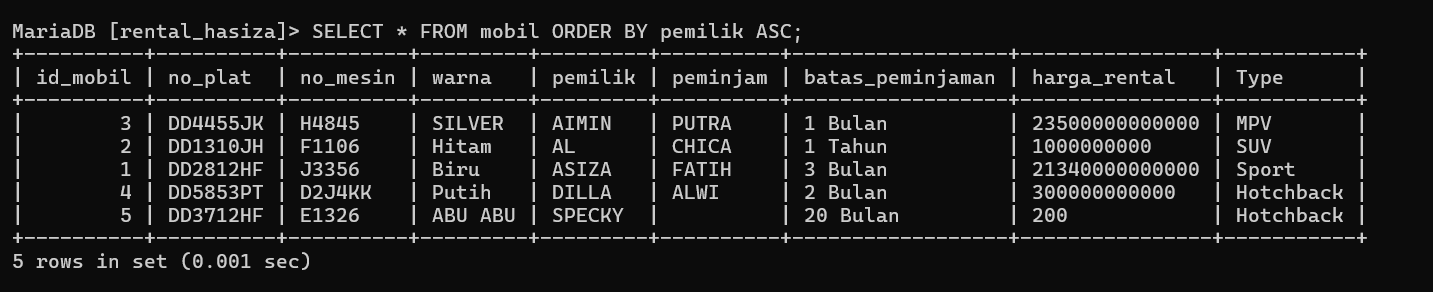 MariaDB [rental_hasiza]> SELECT * FROM mobil ORDER BY pemilik ASC;
+----------+----------+----------+---------+---------+----------+------------------+----------------+-----------+
| id_mobil | no_plat  | no_mesin | warna   | pemilik | peminjam | batas_peminjaman | harga_rental   | Type      |
+----------+----------+----------+---------+---------+----------+------------------+----------------+-----------+
|        3 | DD4455JK | H4845    | SILVER  | AIMIN   | PUTRA    | 1 Bulan          | 23500000000000 | MPV       |
|        2 | DD1310JH | F1106    | Hitam   | AL      | CHICA    | 1 Tahun          | 1000000000     | SUV       |
|        1 | DD2812HF | J3356    | Biru    | ASIZA   | FATIH    | 3 Bulan          | 21340000000000 | Sport     |
|        4 | DD5853PT | D2J4KK   | Putih   | DILLA   | ALWI     | 2 Bulan          | 300000000000   | Hotchback |
|        5 | DD3712HF | E1326    | ABU ABU | SPECKY  |          | 20 Bulan         | 200            | Hotchback |
+----------+----------+----------+---------+---------+----------+------------------+----------------+-----------+
5 rows in set (0.001 sec)